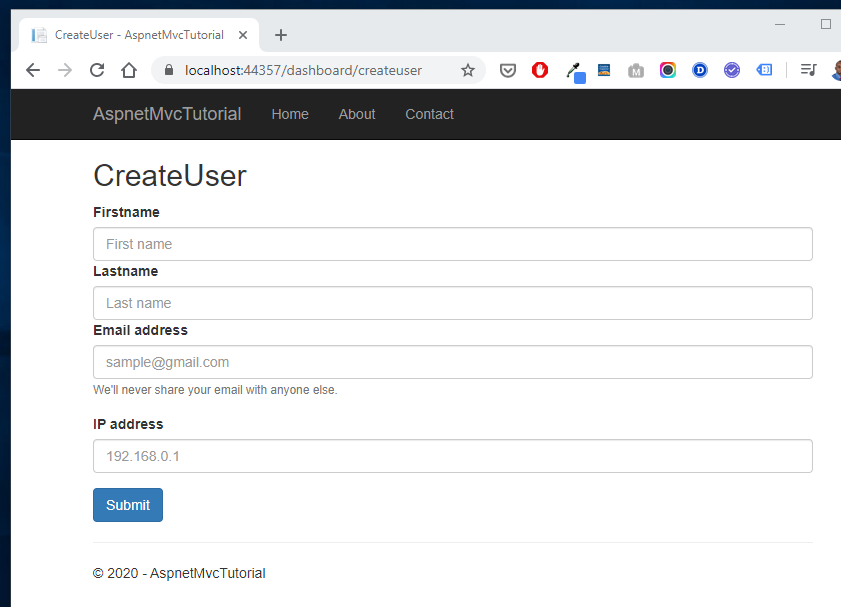 CreateUser - AspnetMvcTutorial
localhost:44357/dashboard/createuser
AspnetMvcTutorial Home About Contact
CreateUser
Firstname
First name
Lastname
Last name
Email address
sample@gmail.com
We'll never share your email with anyone else.
IP address
192.168.0.1
Submit
© 2020 - AspnetMvcTutorial